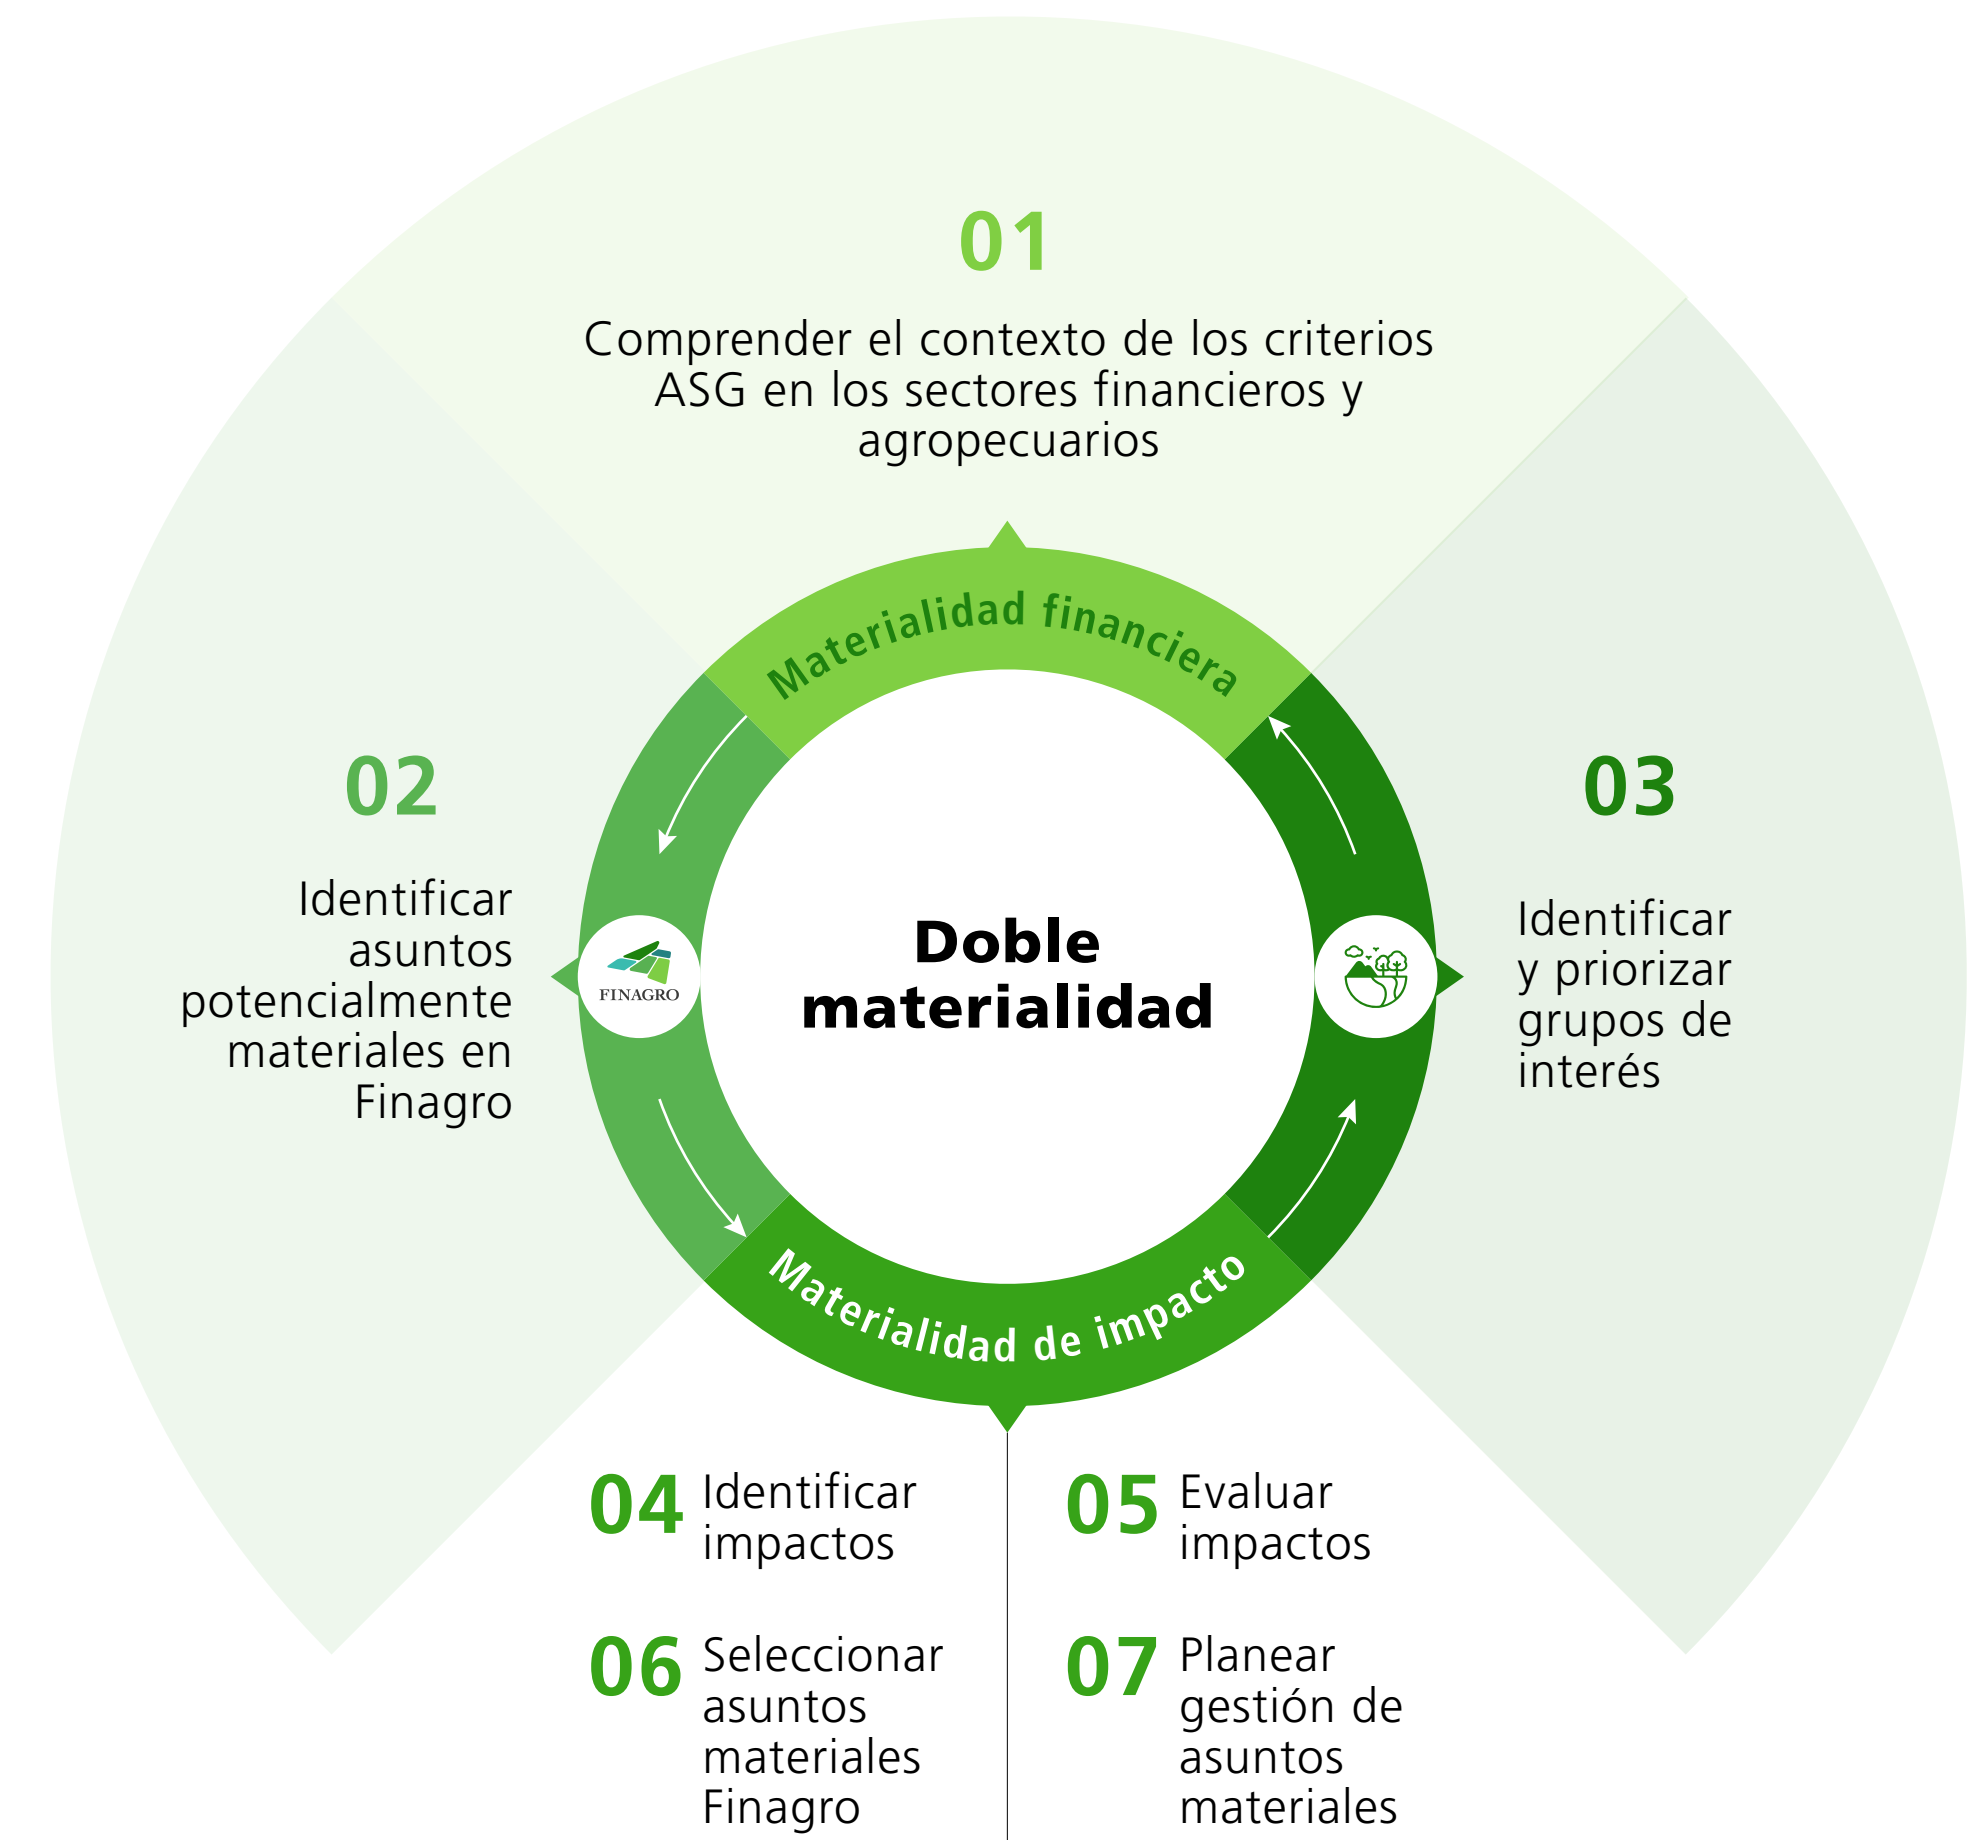 01
Comprender el contexto de los criterios
ASG en los sectores financieros y
agropecuarios
Materialidad financiera
02
Identificar
asuntos
potencialmente
materiales en
Finagro
FINAGRO
Doble
materialidad
03
Identificar
y priorizar
grupos de
interés
Materialidad de impacto
04
Identificar
impactos
05
Evaluar
impactos
06
Seleccionar
asuntos
materiales
Finagro
07
Planear
gestión de
asuntos
materiales